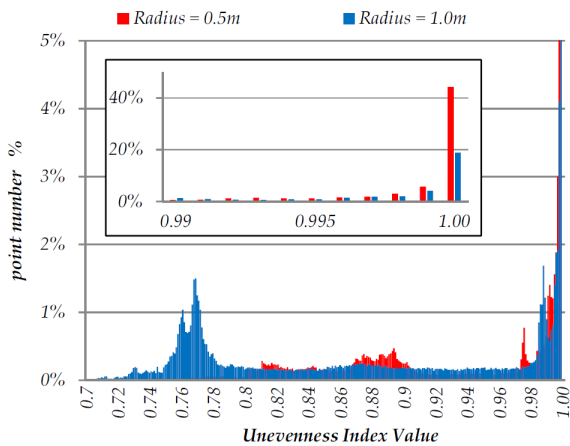 Radius = 0.5m Radius = 1.0m
5%
4%
3%
2%
1%
0%
point number %
40%
20%
0%
0.99 0.995 1.00
0.7 0.72 0.74 0.76 0.78 0.8 0.82 0.84 0.86 0.88 0.9 0.92 0.94 0.96 0.98 1.00
Unevenness Index Value